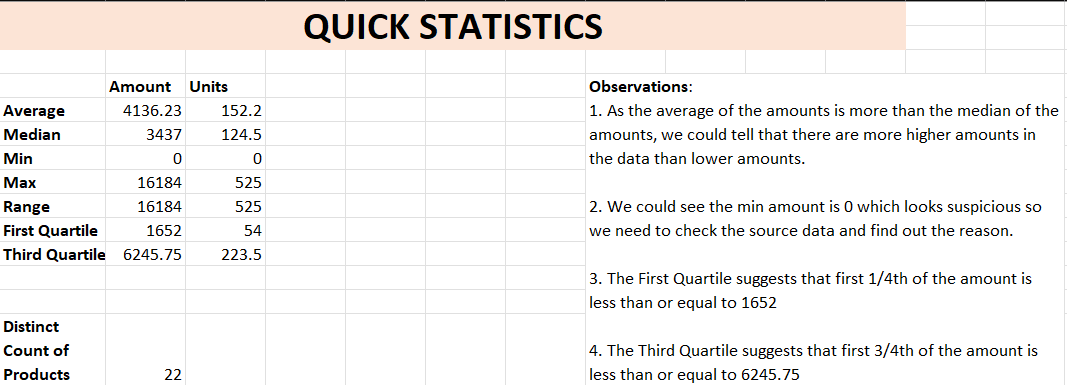 QUICK STATISTICS
Amount Units
Average 4136.23 152.2
Median 3437 124.5
Min 0 0
Max 16184 525
Range 16184 525
First Quartile 1652 54
Third Quartile 6245.75 223.5
Distinct
Count of
Products 22
Observations:
1. As the average of the amounts is more than the median of the
amounts, we could tell that there are more higher amounts in
the data than lower amounts.
2. We could see the min amount is 0 which looks suspicious so
we need to check the source data and find out the reason.
3. The First Quartile suggests that first 1/4th of the amount is
less than or equal to 1652
4. The Third Quartile suggests that first 3/4th of the amount is
less than or equal to 6245.75